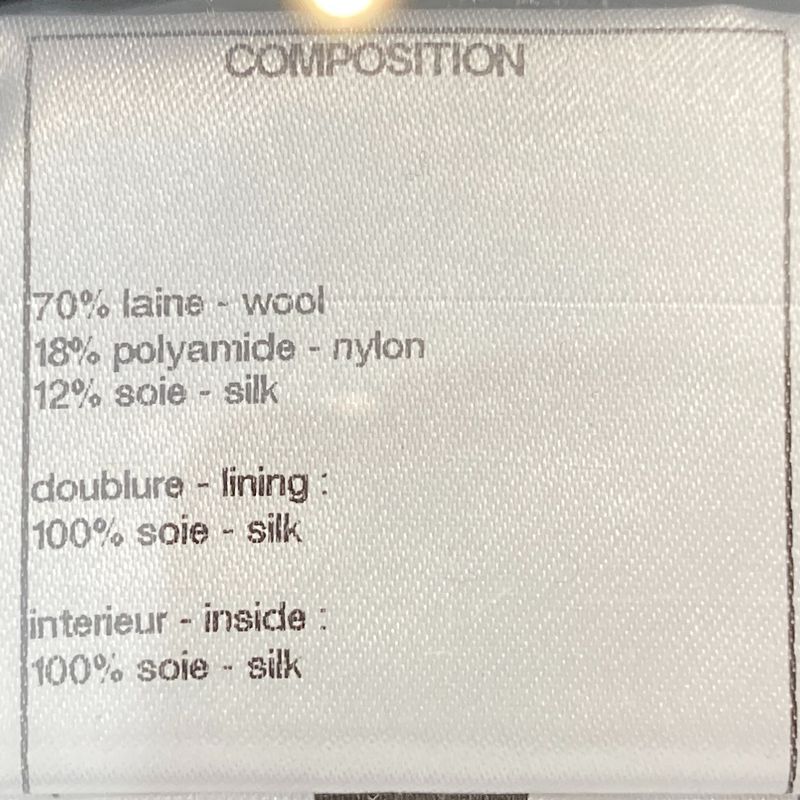 COMPOSITION
70% laine - wool
18% polyamide - nylon
12% soie - silk
doublure - lining :
100% soie - silk
interieur - inside :
100% soie - silk